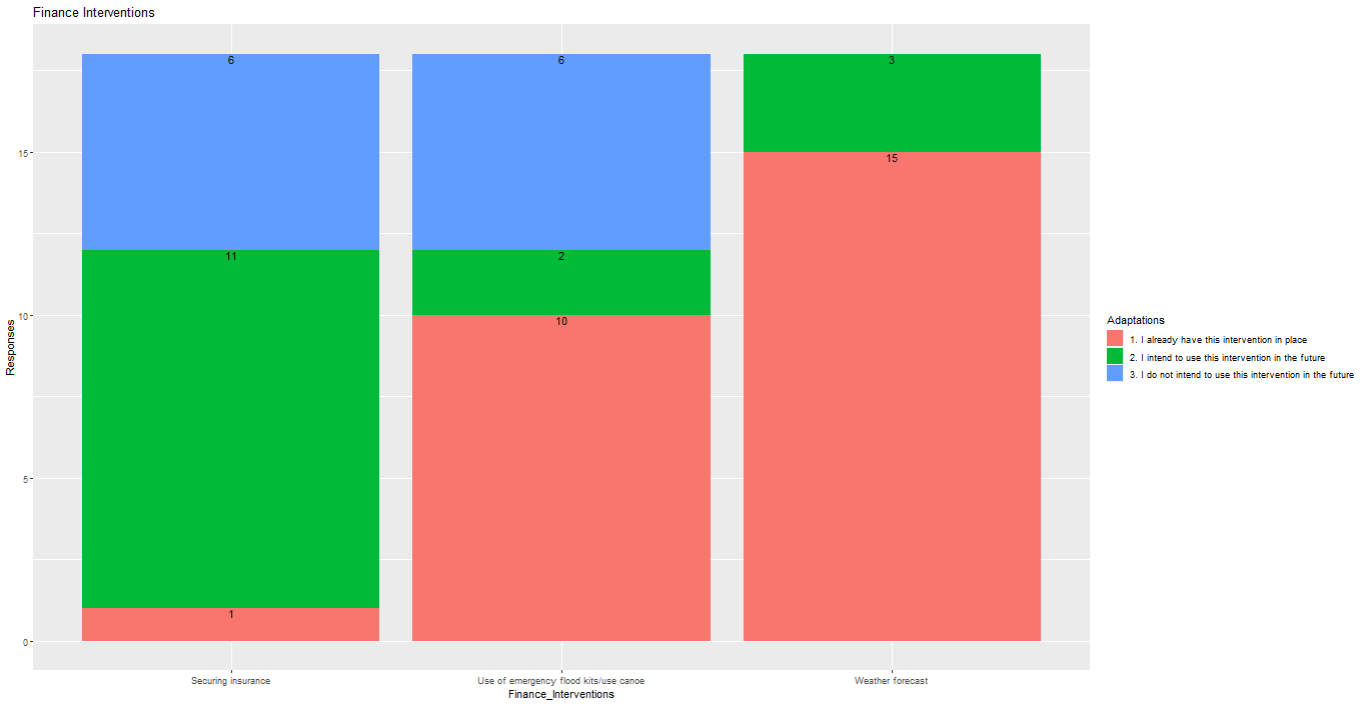 Finance Interventions
6
6
3
15
15
11
2
10
10
Responses
5
1
0
Securing insurance
Use of emergency flood kits/use canoe
Weather forecast
Finance_Interventions
Adaptations
1. I already have this intervention in place
2. I intend to use this intervention in the future
3. I do not intend to use this intervention in the future